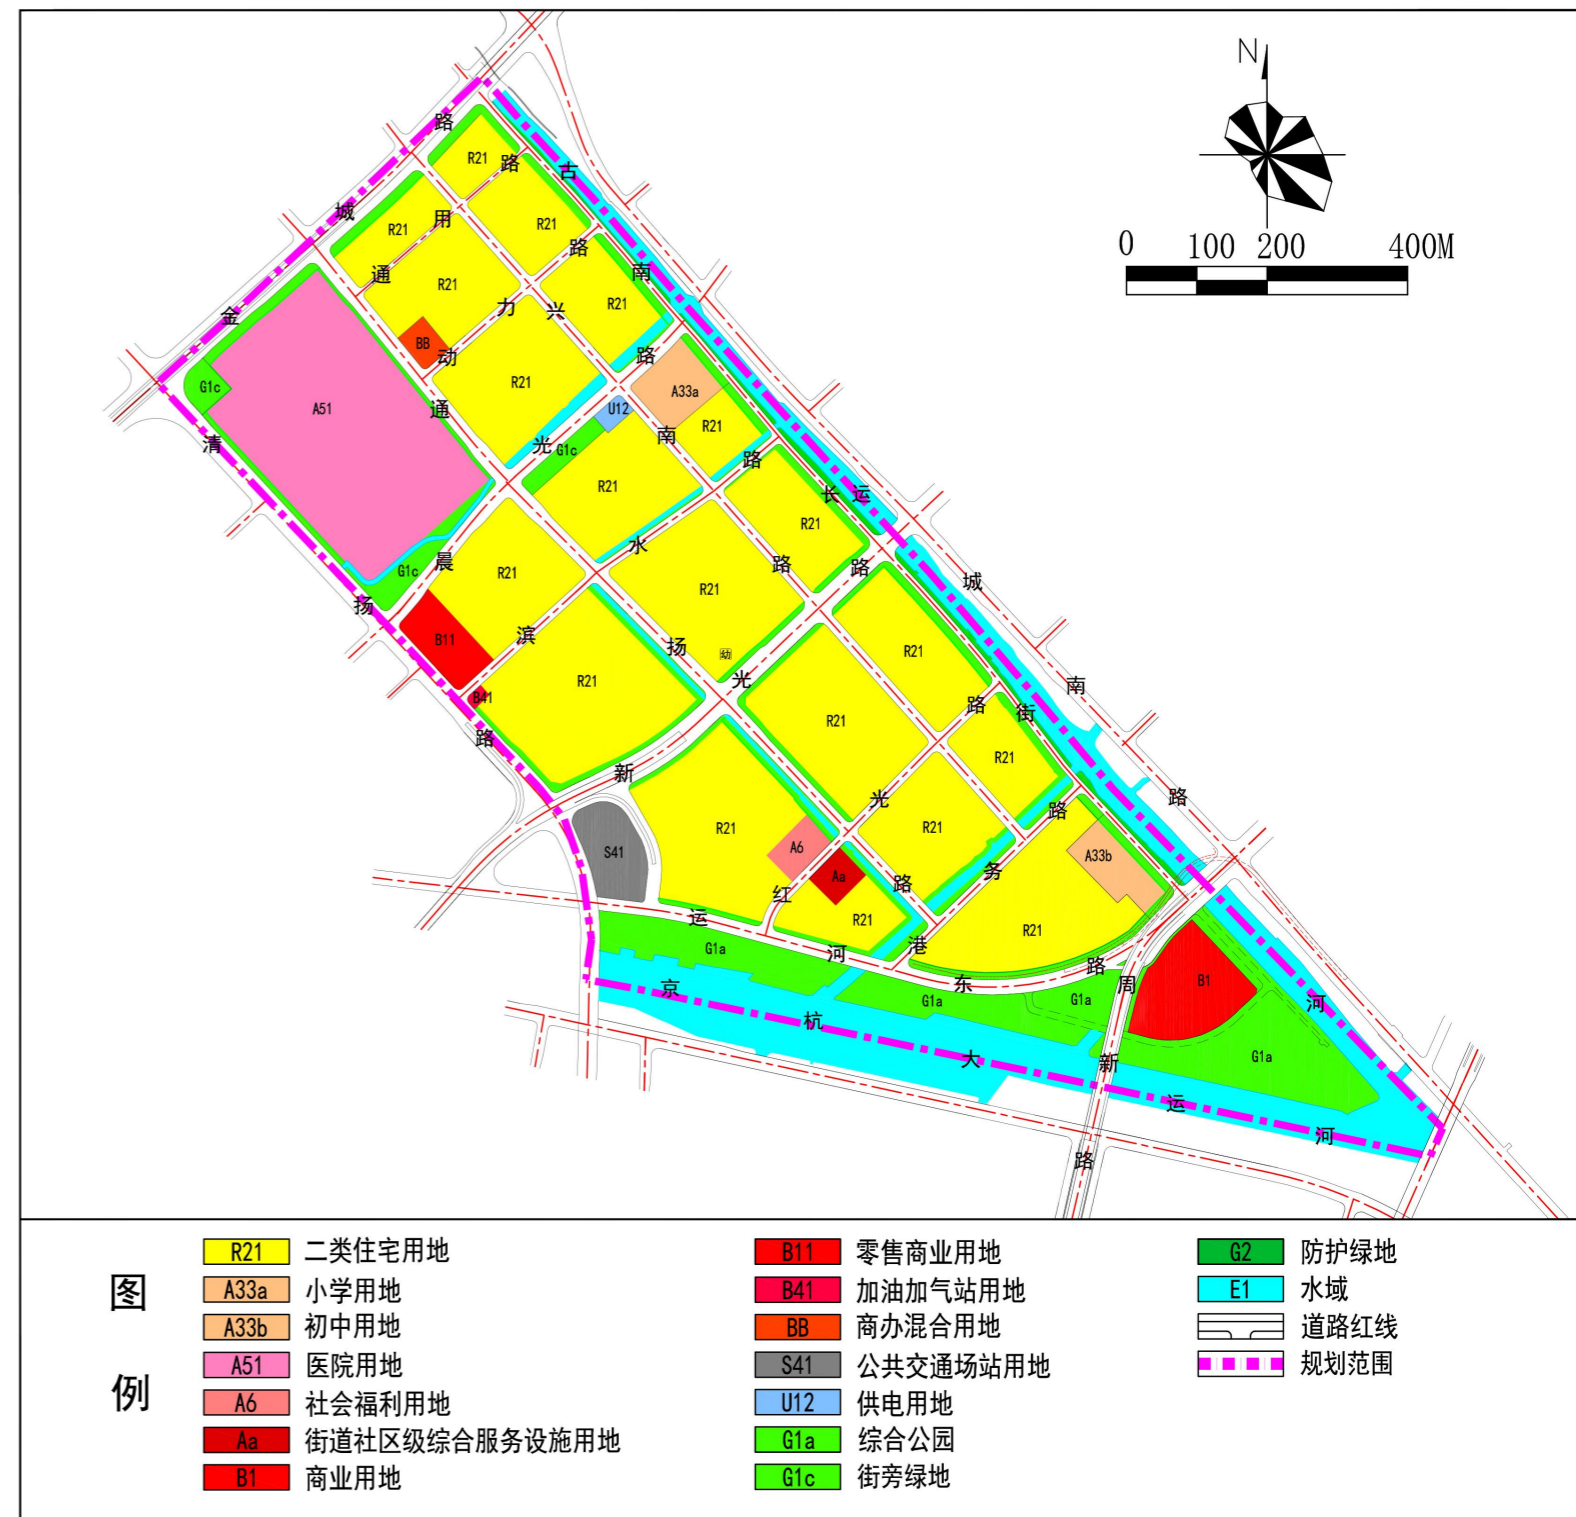 N
0 100 200 400M
金城路
古运河
通用路
动力路
兴南路
晨光路
滨水路
通扬路
清扬路
新光路
红光路
港务路
南长街
城南路
运河东路
新周路
京杭大运河
R21
R21
R21
R21
R21
R21
BB
R21
A51
G1c
U12
A33a
R21
G1c
R21
R21
G1c
R21
R21
B11
B41
R21
幼
R21
R21
R21
R21
R21
S41
A6
Aa
R21
A33b
R21
G1a
G1a
G1a
B1
G1a
图例
R21 二类住宅用地
A33a 小学用地
A33b 初中用地
A51 医院用地
A6 社会福利用地
Aa 街道社区级综合服务设施用地
B1 商业用地
B11 零售商业用地
B41 加油加气站用地
BB 商办混合用地
S41 公共交通场站用地
U12 供电用地
G1a 综合公园
G1c 街旁绿地
G2 防护绿地
E1 水域
道路红线
规划范围